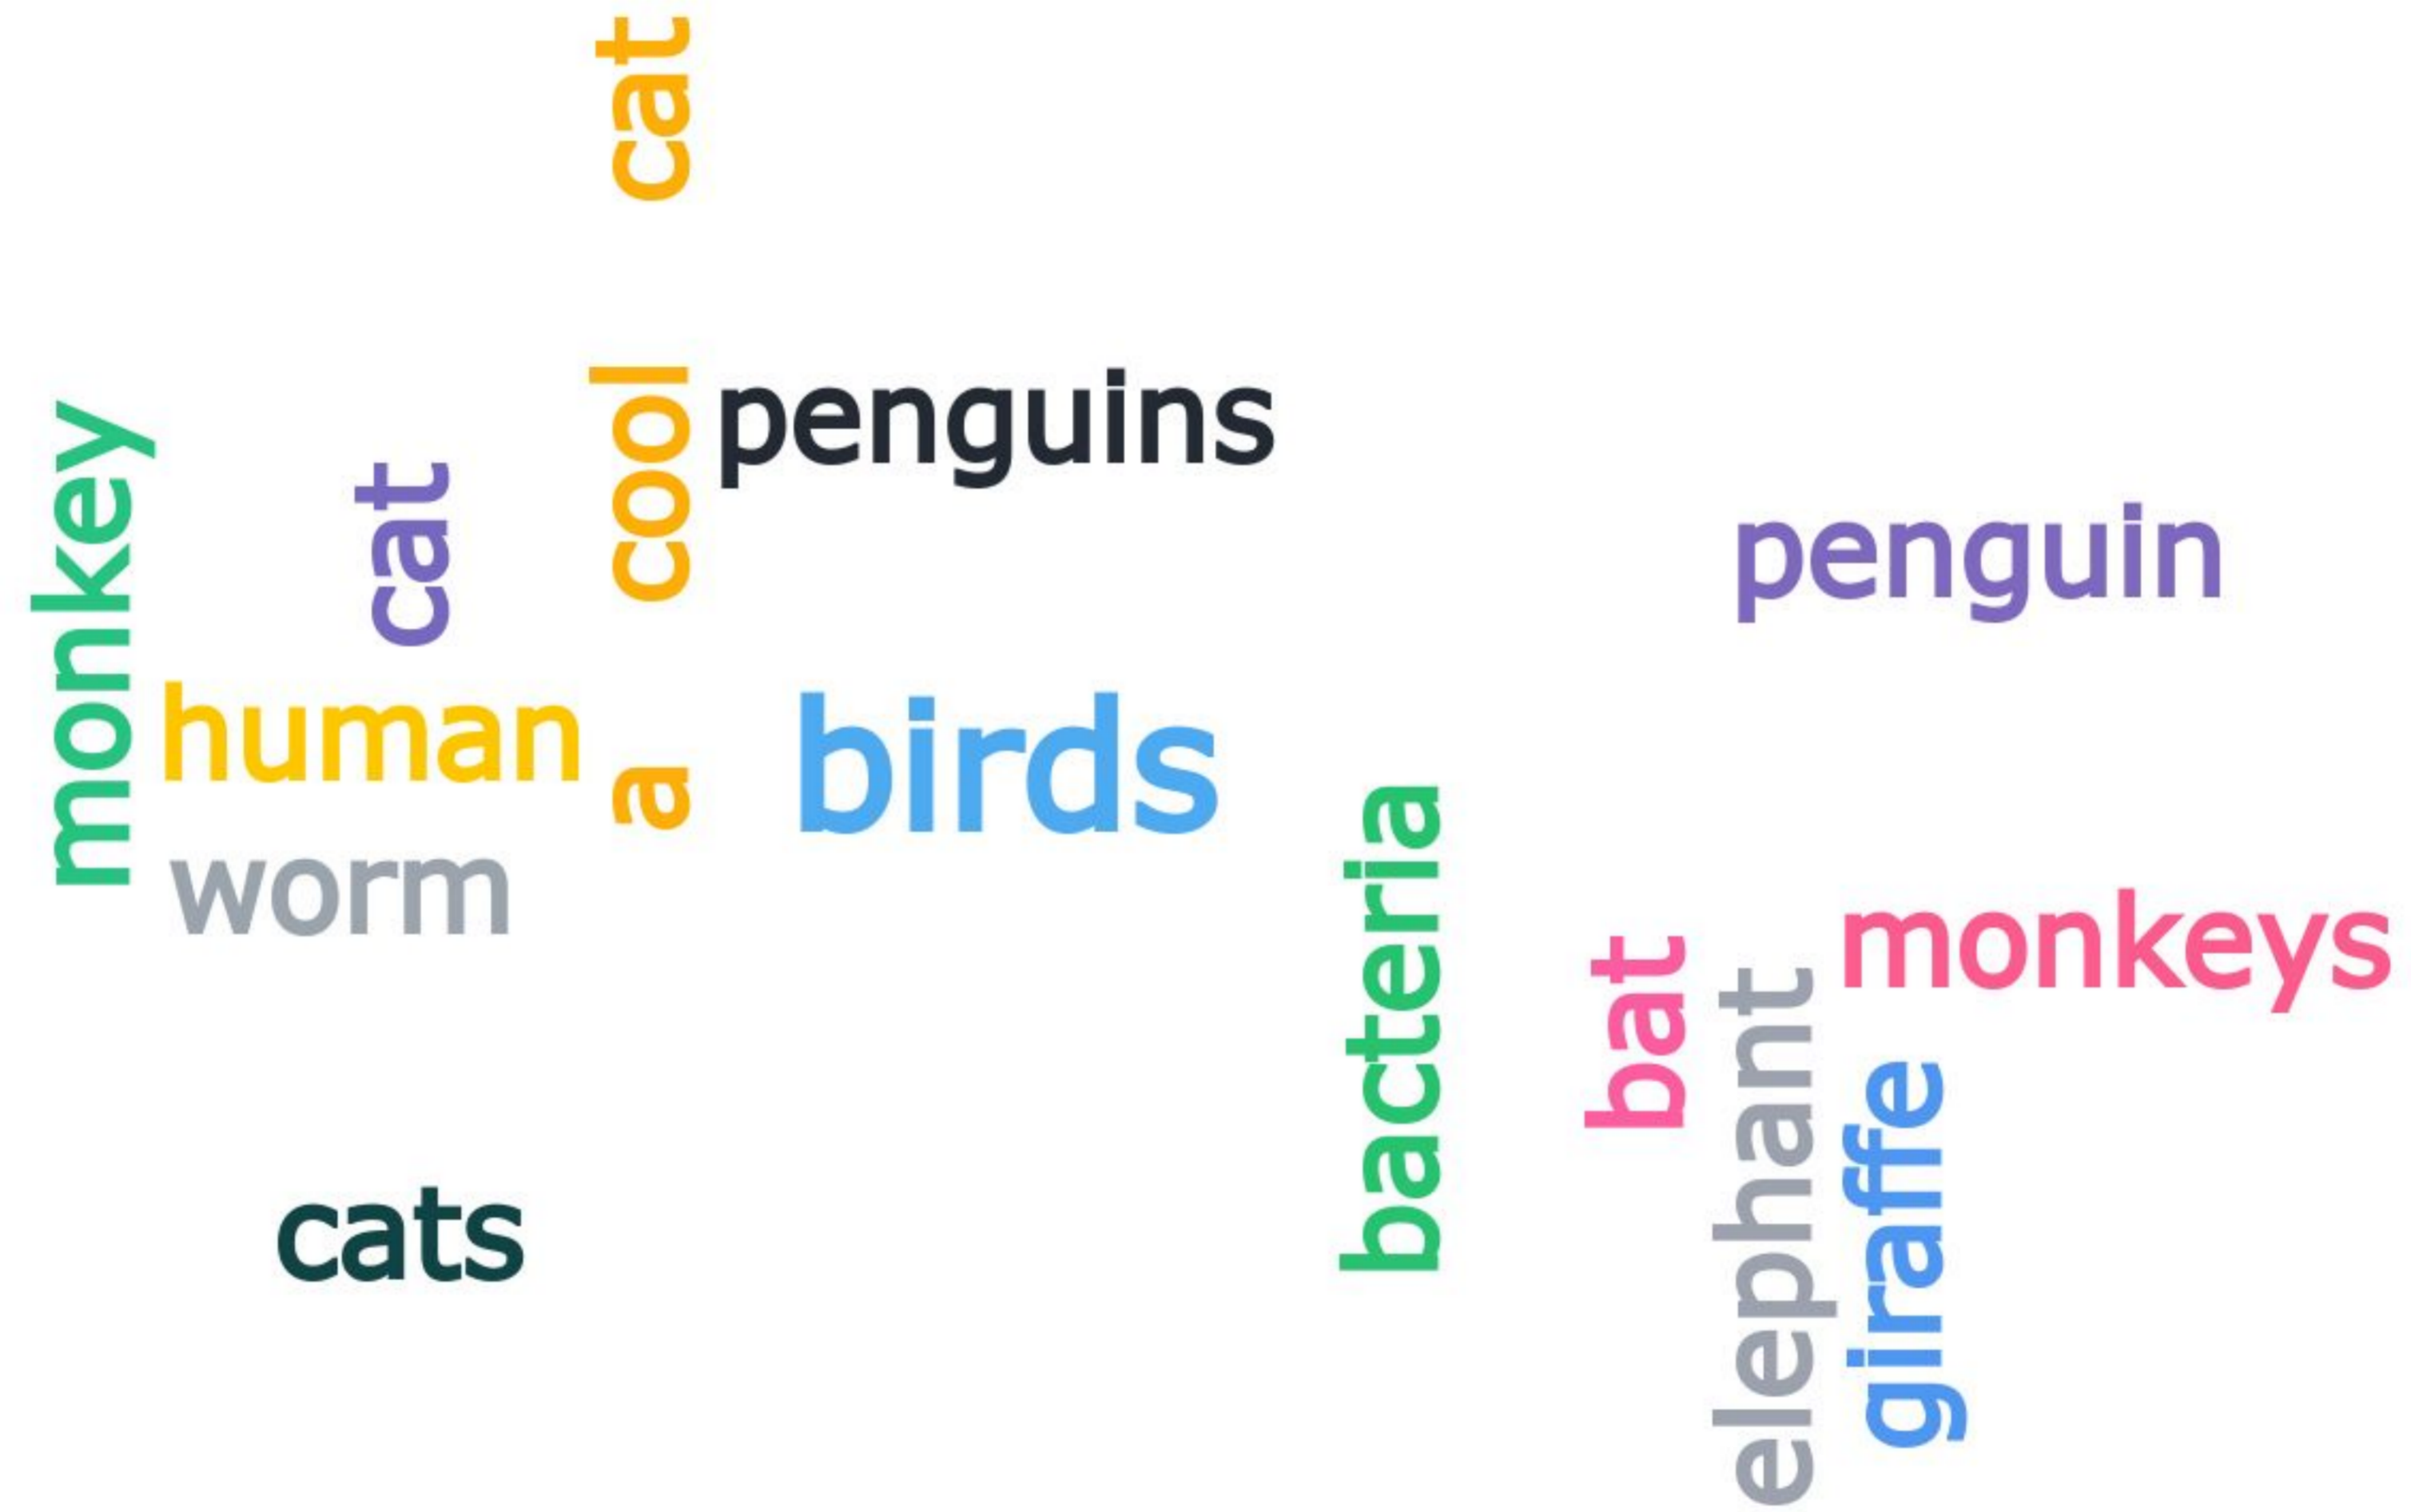 a cool cat
penguins
monkey
cat
penguin
human
birds
worm
bacteria
monkeys
bat
elephant
giraffe
cats